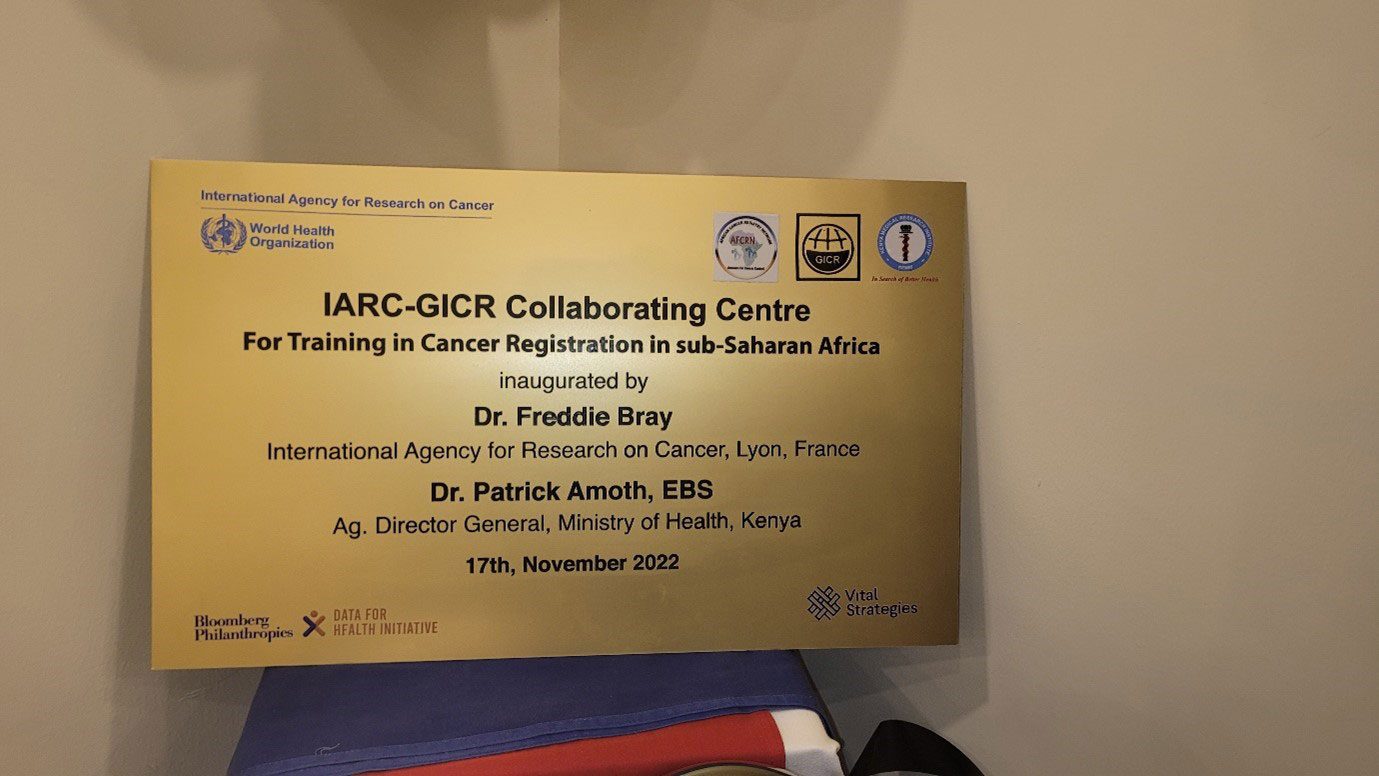 International Agency for Research on Cancer
World Health
Organization
AFCRN
GICR
In Search of Better Health
IARC-GICR Collaborating Centre
For Training in Cancer Registration in sub-Saharan Africa
inaugurated by
Dr. Freddie Bray
International Agency for Research on Cancer, Lyon, France
Dr. Patrick Amoth, EBS
Ag. Director General, Ministry of Health, Kenya
17th, November 2022
Bloomberg
Philanthropies
DATA FOR
HEALTH INITIATIVE
Vital
Strategies